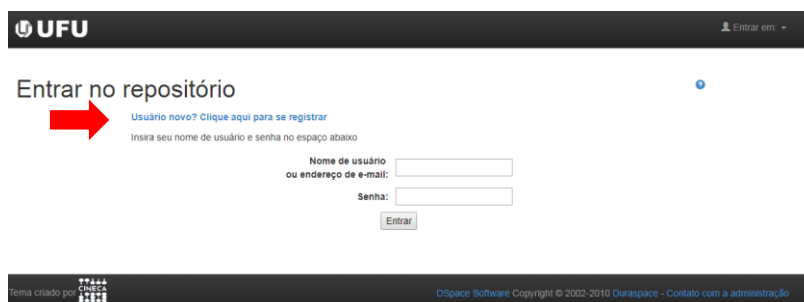 UFU
Entrar em:
Entrar no repositório
Usuário novo? Clique aqui para se registrar
Insira seu nome de usuário e senha no espaço abaixo
Nome de usuário
ou endereço de e-mail:
Senha:
Entrar
Tema criado por CINECA
DSpace Software Copyright © 2002-2010 Duraspace - Contato com a administração